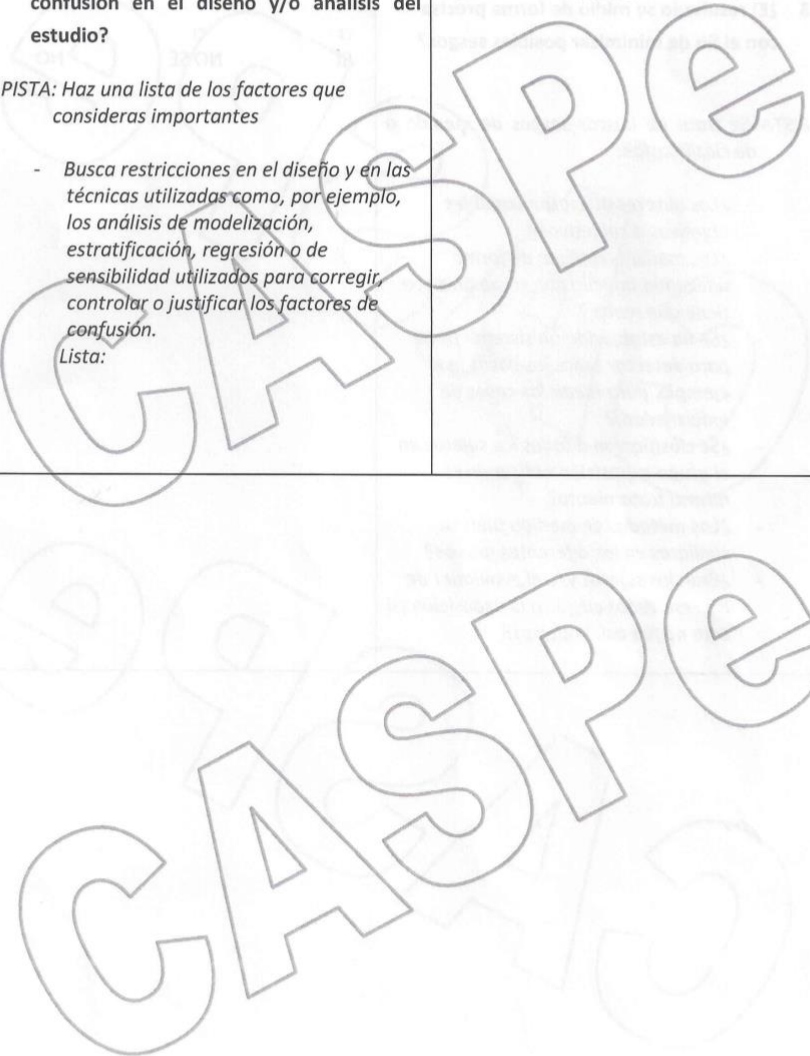 confusión en el diseño y/o análisis del
estudio?
PISTA: Haz una lista de los factores que
consideras importantes
- Busca restricciones en el diseño y en las
técnicas utilizadas como, por ejemplo,
los análisis de modelización,
estratificación, regresión o de
sensibilidad utilizados para corregir,
controlar o justificar los factores de
confusión.
Lista:
CASPe
CASPe